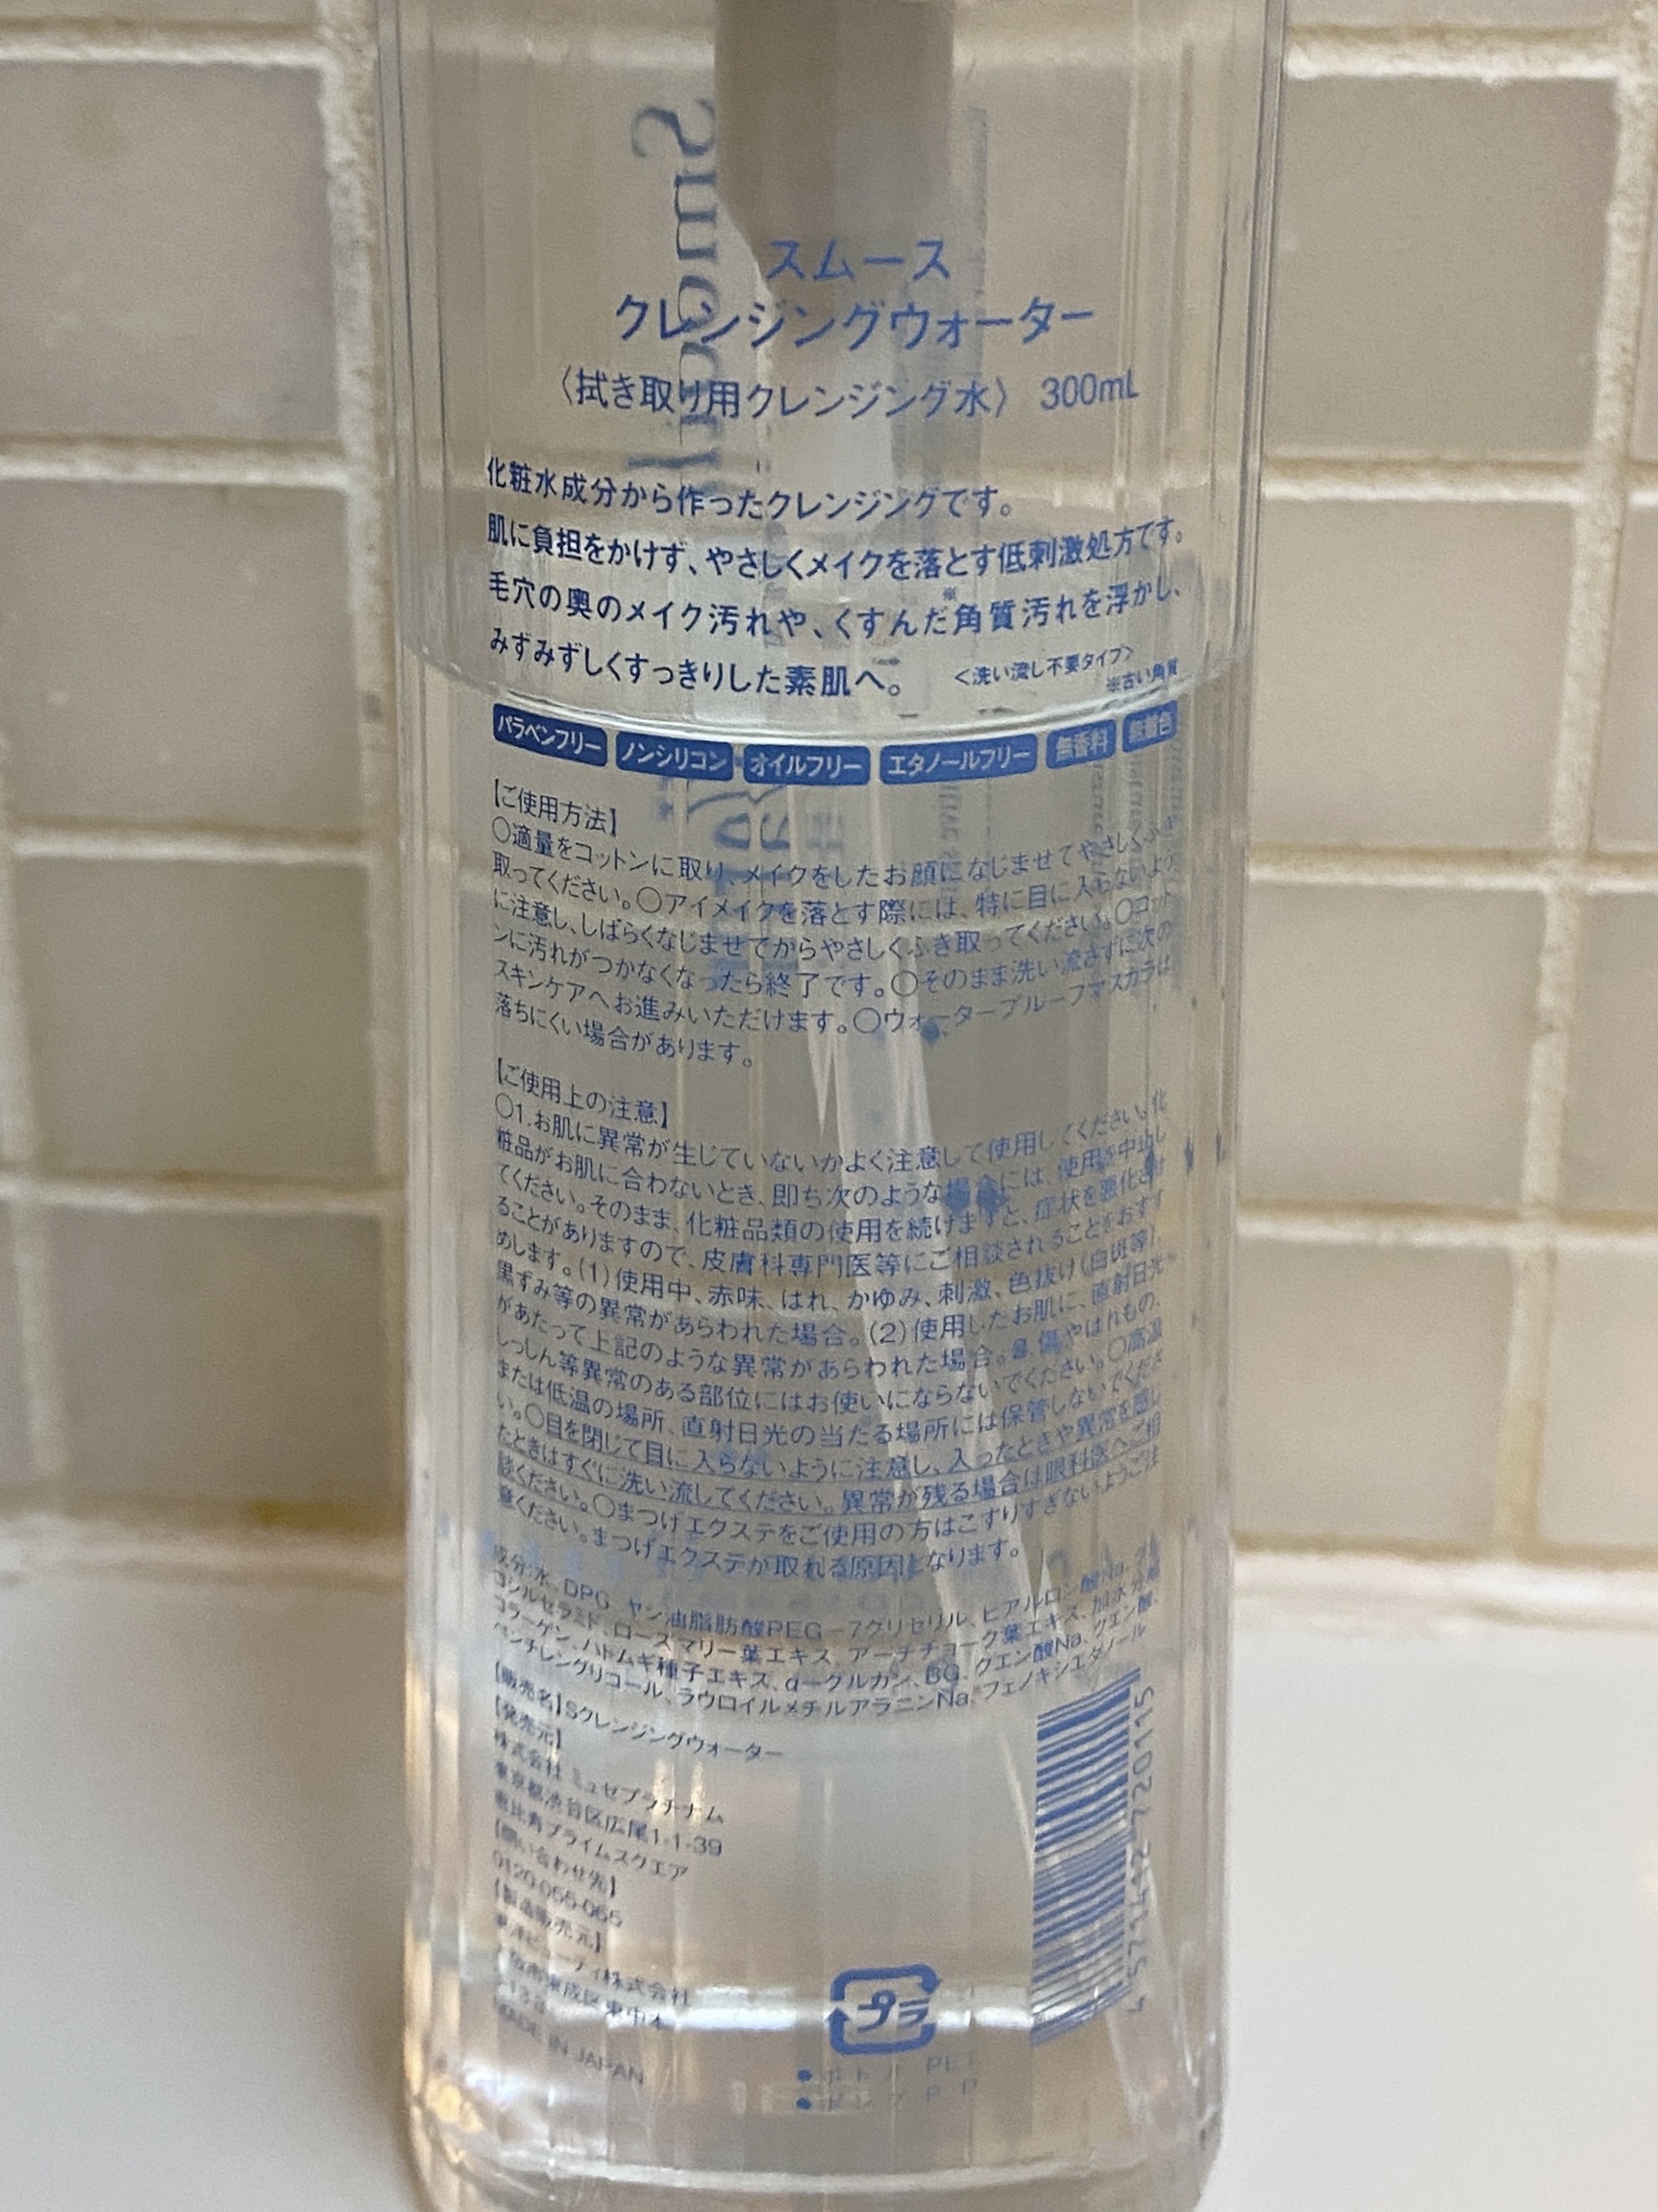 スムース
クレンジングウォーター
〈拭き取り用クレンジング水〉 300mL
化粧水成分から作ったクレンジングです。
肌に負担をかけず、やさしくメイクを落とす低刺激処方です。
毛穴の奥のメイク汚れや、くすんだ※角質汚れを浮かし、
みずみずしくすっきりした素肌へ。 <洗い流し不要タイプ>
※古い角質
パラベンフリー ノンシリコン オイルフリー エタノールフリー 無香料 無着色
【ご使用方法】
○適量をコットンに取り、メイクをしたお顔になじませてやさしくふき
取ってください。○アイメイクを落とす際には、特に目に入らないよう
に注意し、しばらくなじませてからやさしくふき取ってください。○コット
ンに汚れがつかなくなったら終了です。○そのまま洗い流さずに次の
スキンケアへお進みいただけます。○ウォータープルーフマスカラは
落ちにくい場合があります。
【ご使用上の注意】
○1.お肌に異常が生じていないかよく注意して使用してください。化
粧品がお肌に合わないとき、即ち次のような場合には、使用を中止し
てください。そのまま、化粧品類の使用を続けますと、症状を悪化させ
ることがありますので、皮膚科専門医等にご相談されることをおすす
めします。(1)使用中、赤味、はれ、かゆみ、刺激、色抜け(白斑等)、
黒ずみ等の異常があらわれた場合。(2)使用したお肌に、直射日光
があたって上記のような異常があらわれた場合。2.傷やはれもの、
しっしん等異常のある部位にはお使いにならないでください。○高温
または低温の場所、直射日光の当たる場所には保管しないでくださ
い。○目を閉じて目に入らないように注意し、入ったときや異常を感じ
たときはすぐに洗い流してください。異常が残る場合は眼科医へご相
談ください。○まつげエクステをご使用の方はこすりすぎないようご注
意ください。まつげエクステが取れる原因となります。
成分:水、DPG、ヤシ油脂肪酸PEG－7グリセリル、ヒアルロン酸Na、グル
コシルセラミド、ローズマリー葉エキス、アーチチョーク葉エキス、加水分解
コラーゲン、ハトムギ種子エキス、α－グルカン、BG、クエン酸Na、クエン酸、
ペンチレングリコール、ラウロイルメチルアラニンNa、フェノキシエタノール
【販売名】Sクレンジングウォーター
【発売元】
株式会社 ミュゼプラチナム
東京都渋谷区広尾1-1-39
恵比寿プライムスクエア
【問い合わせ先】
【製造販売元】
東洋ビューティ株式会社
大阪市東成区東中本
MADE IN JAPAN
プラ